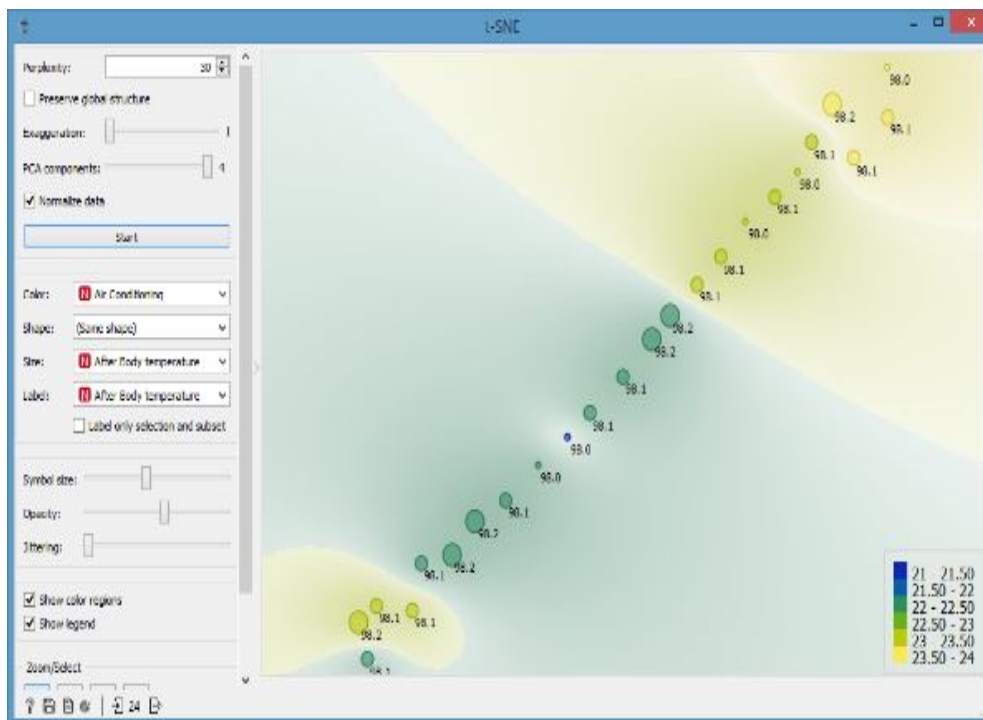 t-SNE
Perplexity: 30
Preserve global structure
Exaggeration: 1
PCA components: 4
Normalize data
Start
Color: N Air Conditioning
Shape: (Same shape)
Size: N After Body temperature
Label: N After Body temperature
Label only selection and subset
Symbol size:
Opacity:
Jittering:
Show color regions
Show legend
Zoom/Select
? 24
98.0
98.2
98.1
98.1
98.1
98.0
98.1
98.0
98.1
98.1
98.2
98.2
98.1
98.1
98.0
98.0
98.1
98.2
98.2
98.1
98.1
98.1
98.2
21 - 21.50
21.50 - 22
22 - 22.50
22.50 - 23
23 - 23.50
23.50 - 24